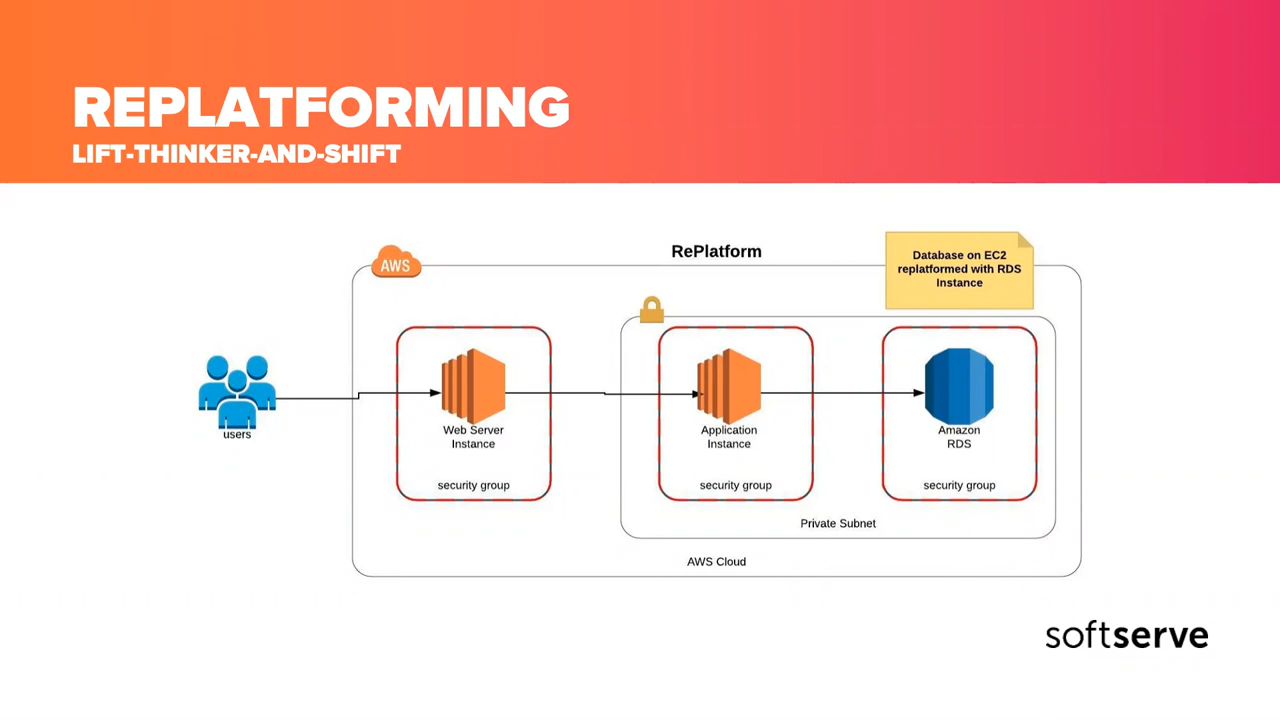 REPLATFORMING
LIFT-THINKER-AND-SHIFT
RePlatform
AWS
Database on EC2
replatformed with RDS
Instance
users
Web Server
Instance
security group
Application
Instance
security group
Amazon
RDS
security group
Private Subnet
AWS Cloud
softserve